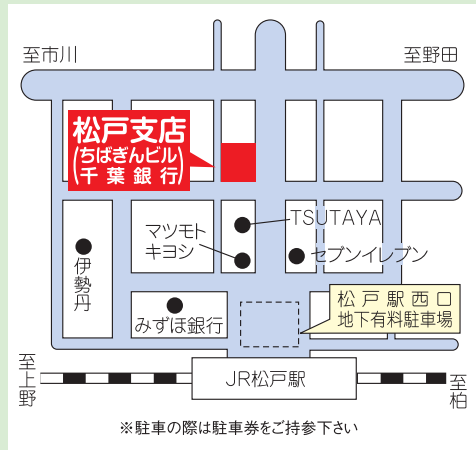 至市川
至野田
松戸支店
(ちばぎんビル)
(千葉銀行)
TSUTAYA
マツモト
キヨシ
セブンイレブン
伊勢丹
みずほ銀行
松戸駅西口
地下有料駐車場
至上野
JR松戸駅
至柏
※駐車の際は駐車券をご持参下さい